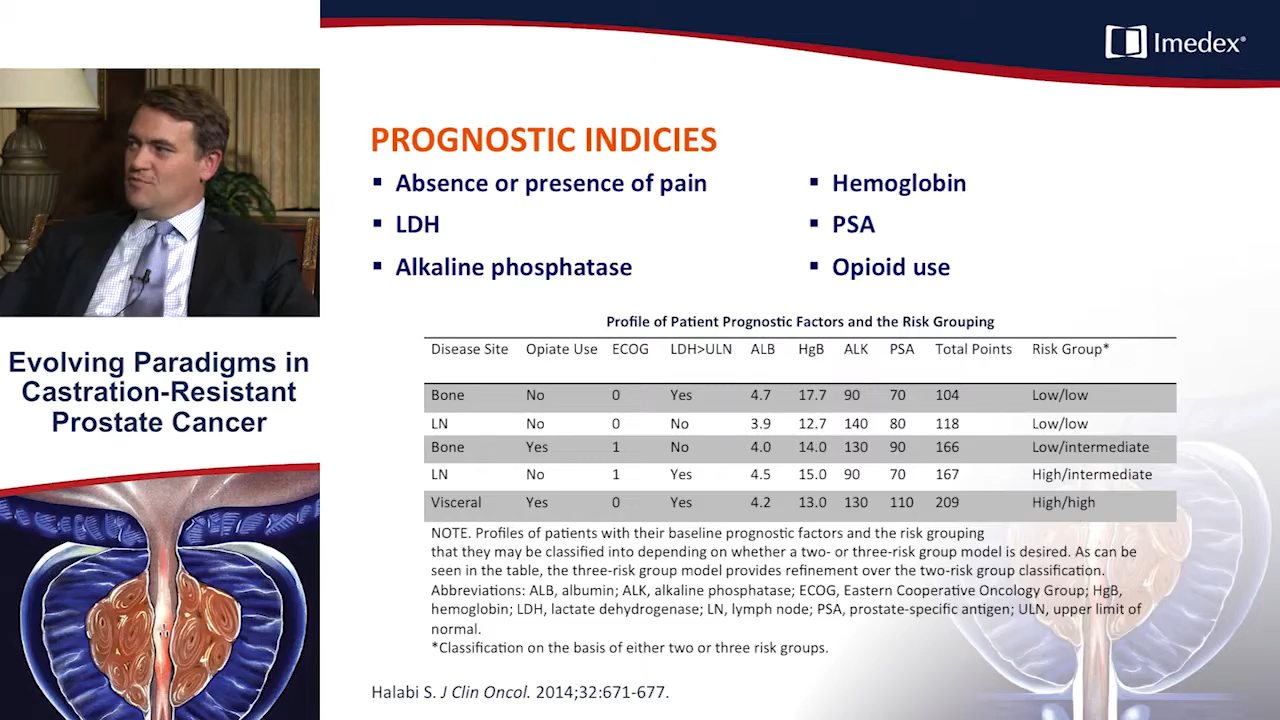 Imedex®
PROGNOSTIC INDICIES
▪ Absence or presence of pain
▪ LDH
▪ Alkaline phosphatase
▪ Hemoglobin
▪ PSA
▪ Opioid use
Evolving Paradigms in
Castration-Resistant
Prostate Cancer
Profile of Patient Prognostic Factors and the Risk Grouping
Disease Site Opiate Use ECOG LDH>ULN ALB HgB ALK PSA Total Points Risk Group*
Bone No 0 Yes 4.7 17.7 90 70 104 Low/low
LN No 0 No 3.9 12.7 140 80 118 Low/low
Bone Yes 1 No 4.0 14.0 130 90 166 Low/intermediate
LN No 1 Yes 4.5 15.0 90 70 167 High/intermediate
Visceral Yes 0 Yes 4.2 13.0 130 110 209 High/high
NOTE. Profiles of patients with their baseline prognostic factors and the risk grouping
that they may be classified into depending on whether a two- or three-risk group model is desired. As can be
seen in the table, the three-risk group model provides refinement over the two-risk group classification.
Abbreviations: ALB, albumin; ALK, alkaline phosphatase; ECOG, Eastern Cooperative Oncology Group; HgB,
hemoglobin; LDH, lactate dehydrogenase; LN, lymph node; PSA, prostate-specific antigen; ULN, upper limit of
normal.
*Classification on the basis of either two or three risk groups.
Halabi S. J Clin Oncol. 2014;32:671-677.